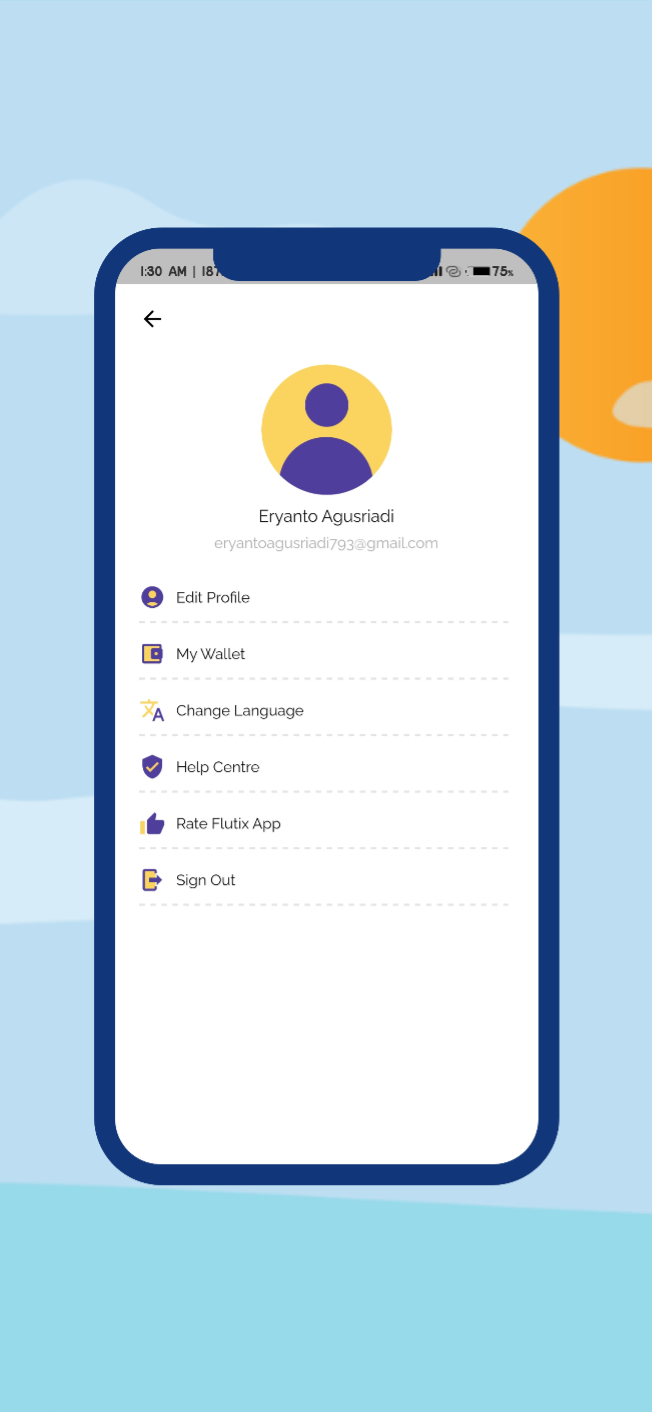 1:30 AM | 187
75%
Eryanto Agusriadi
eryantoagusriadi793@gmail.com
Edit Profile
My Wallet
Change Language
Help Centre
Rate Flutix App
Sign Out